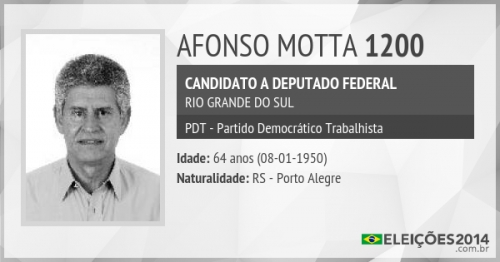 AFONSO MOTTA 1200
CANDIDATO A DEPUTADO FEDERAL
RIO GRANDE DO SUL
PDT - Partido Democrático Trabalhista
Idade: 64 anos (08-01-1950)
Naturalidade: RS - Porto Alegre
ELEIÇÕES2014
.com.br